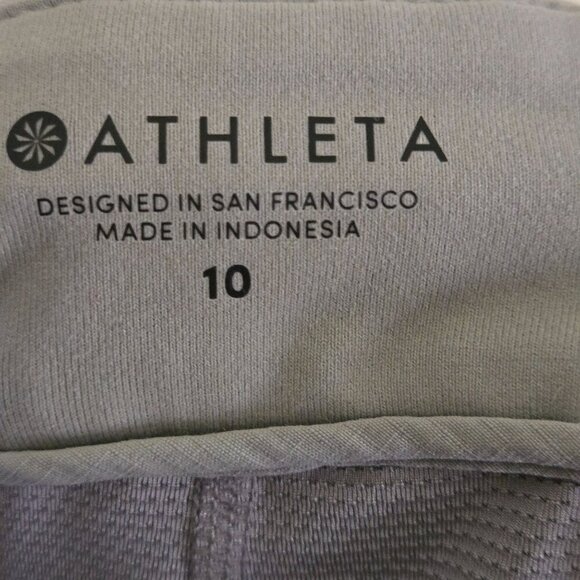 ATHLETA
DESIGNED IN SAN FRANCISCO
MADE IN INDONESIA
10